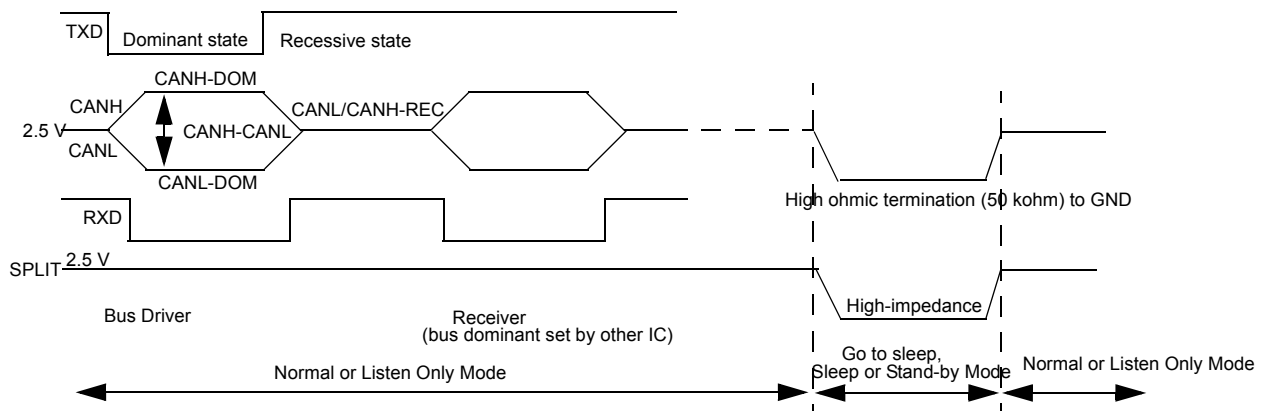 TXD
Dominant state
Recessive state
CANH-DOM
CANH
CANL/CANH-REC
2.5 V
CANH-CANL
CANL
CANL-DOM
High ohmic termination (50 kohm) to GND
RXD
2.5 V
SPLIT
High-impedance
Bus Driver
Receiver
(bus dominant set by other IC)
Go to sleep,
Sleep or Stand-by Mode
Normal or Listen Only Mode
Normal or Listen Only Mode